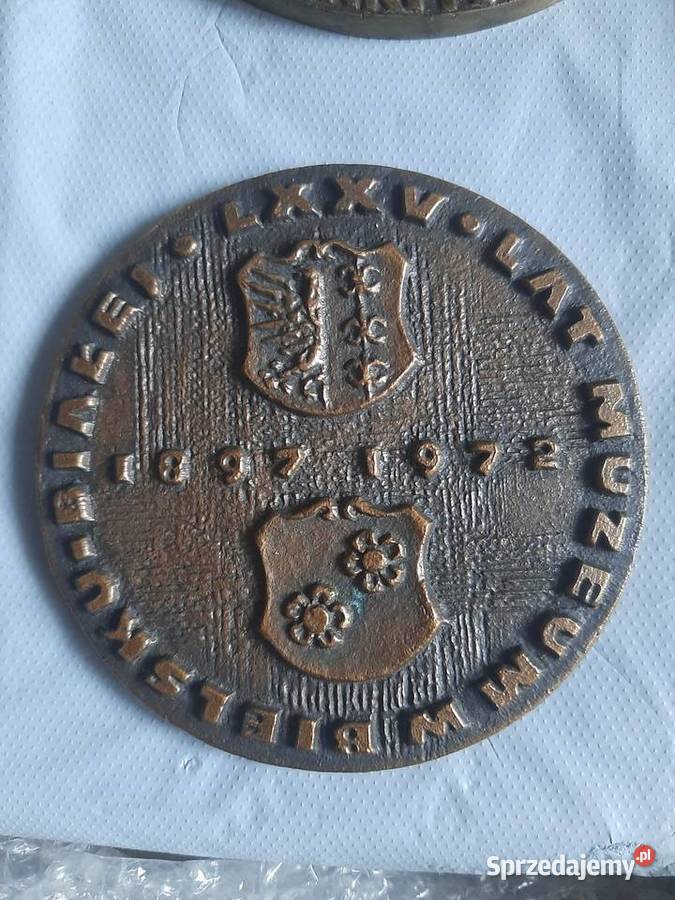 • LXXV • LAT MUZEUM W BIELSKU-BIAŁEJ
1897 1972
Sprzedajemy.pl